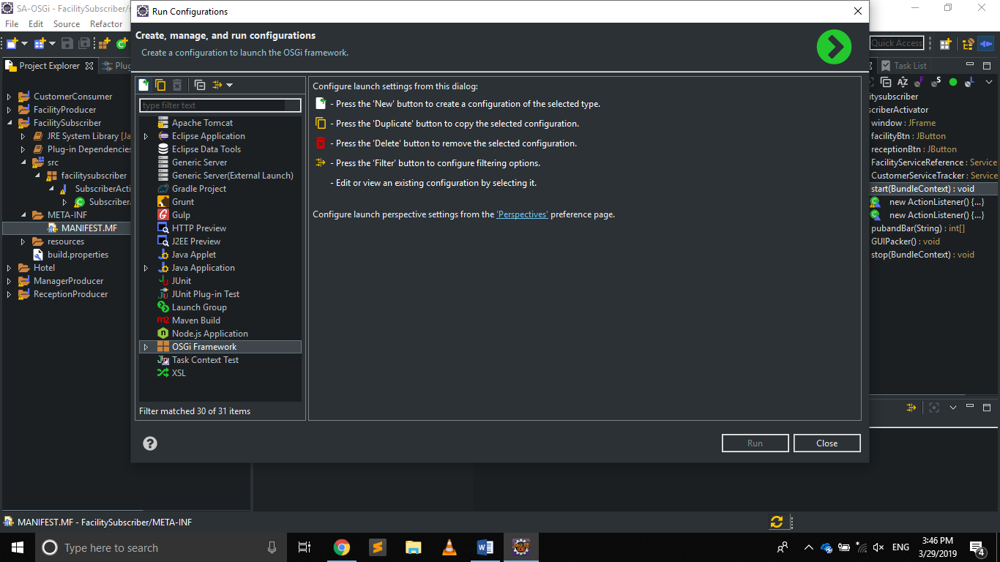 SA-OSGi - FacilitySubscriber/
Run Configurations
File Edit Source Refactor
Create, manage, and run configurations
Create a configuration to launch the OSGi framework.
Quick Access
Project Explorer
Task List
Configure launch settings from this dialog:
- Press the 'New' button to create a configuration of the selected type.
- Press the 'Duplicate' button to copy the selected configuration.
- Press the 'Delete' button to remove the selected configuration.
- Press the 'Filter' button to configure filtering options.
- Edit or view an existing configuration by selecting it.
Configure launch perspective settings from the 'Perspectives' preference page.
type filter text
Apache Tomcat
Eclipse Application
Eclipse Data Tools
Generic Server
Generic Server(External Launch)
Gradle Project
Grunt
Gulp
HTTP Preview
J2EE Preview
Java Applet
Java Application
JUnit
JUnit Plug-in Test
Launch Group
Maven Build
Node.js Application
OSGi Framework
Task Context Test
XSL
Filter matched 30 of 31 items
Run Close
CustomerConsumer
FacilityProducer
FacilitySubscriber
JRE System Library [Ja
Plug-in Dependencies
src
facilitysubscriber
SubscriberActi
Subscriber
META-INF
MANIFEST.MF
resources
build.properties
Hotel
ManagerProducer
ReceptionProducer
itysubscriber
scriberActivator
window : JFrame
facilityBtn : JButton
receptionBtn : JButton
FacilityServiceReference : Service
CustomerServiceTracker : Service
start(BundleContext) : void
new ActionListener() {...}
new ActionListener() {...}
pubandBar(String) : int[]
GUIPacker() : void
stop(BundleContext) : void
MANIFEST.MF - FacilitySubscriber/META-INF
Type here to search
ENG
3:46 PM
3/29/2019
4